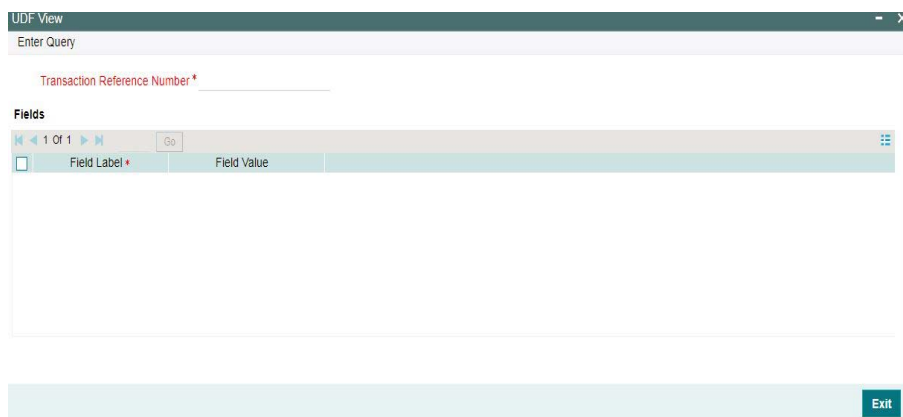 UDF View
Enter Query
Transaction Reference Number *
Fields
1 Of 1 Go
Field Label * Field Value
Exit